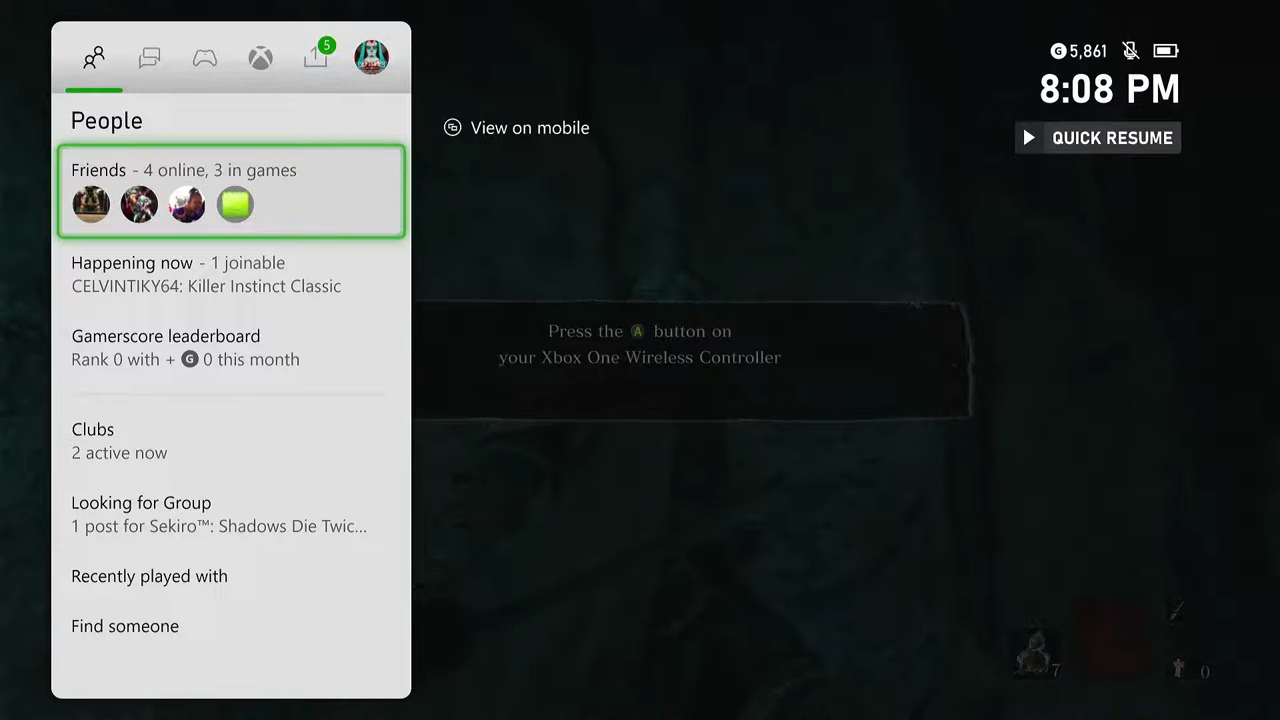 5
People
Friends - 4 online, 3 in games
Happening now - 1 joinable
CELVINTIKY64: Killer Instinct Classic
Gamerscore leaderboard
Rank 0 with + G 0 this month
Clubs
2 active now
Looking for Group
1 post for Sekiro™: Shadows Die Twic...
Recently played with
Find someone
View on mobile
G 5,861
8:08 PM
QUICK RESUME
Press the A button on
your Xbox One Wireless Controller
7
0